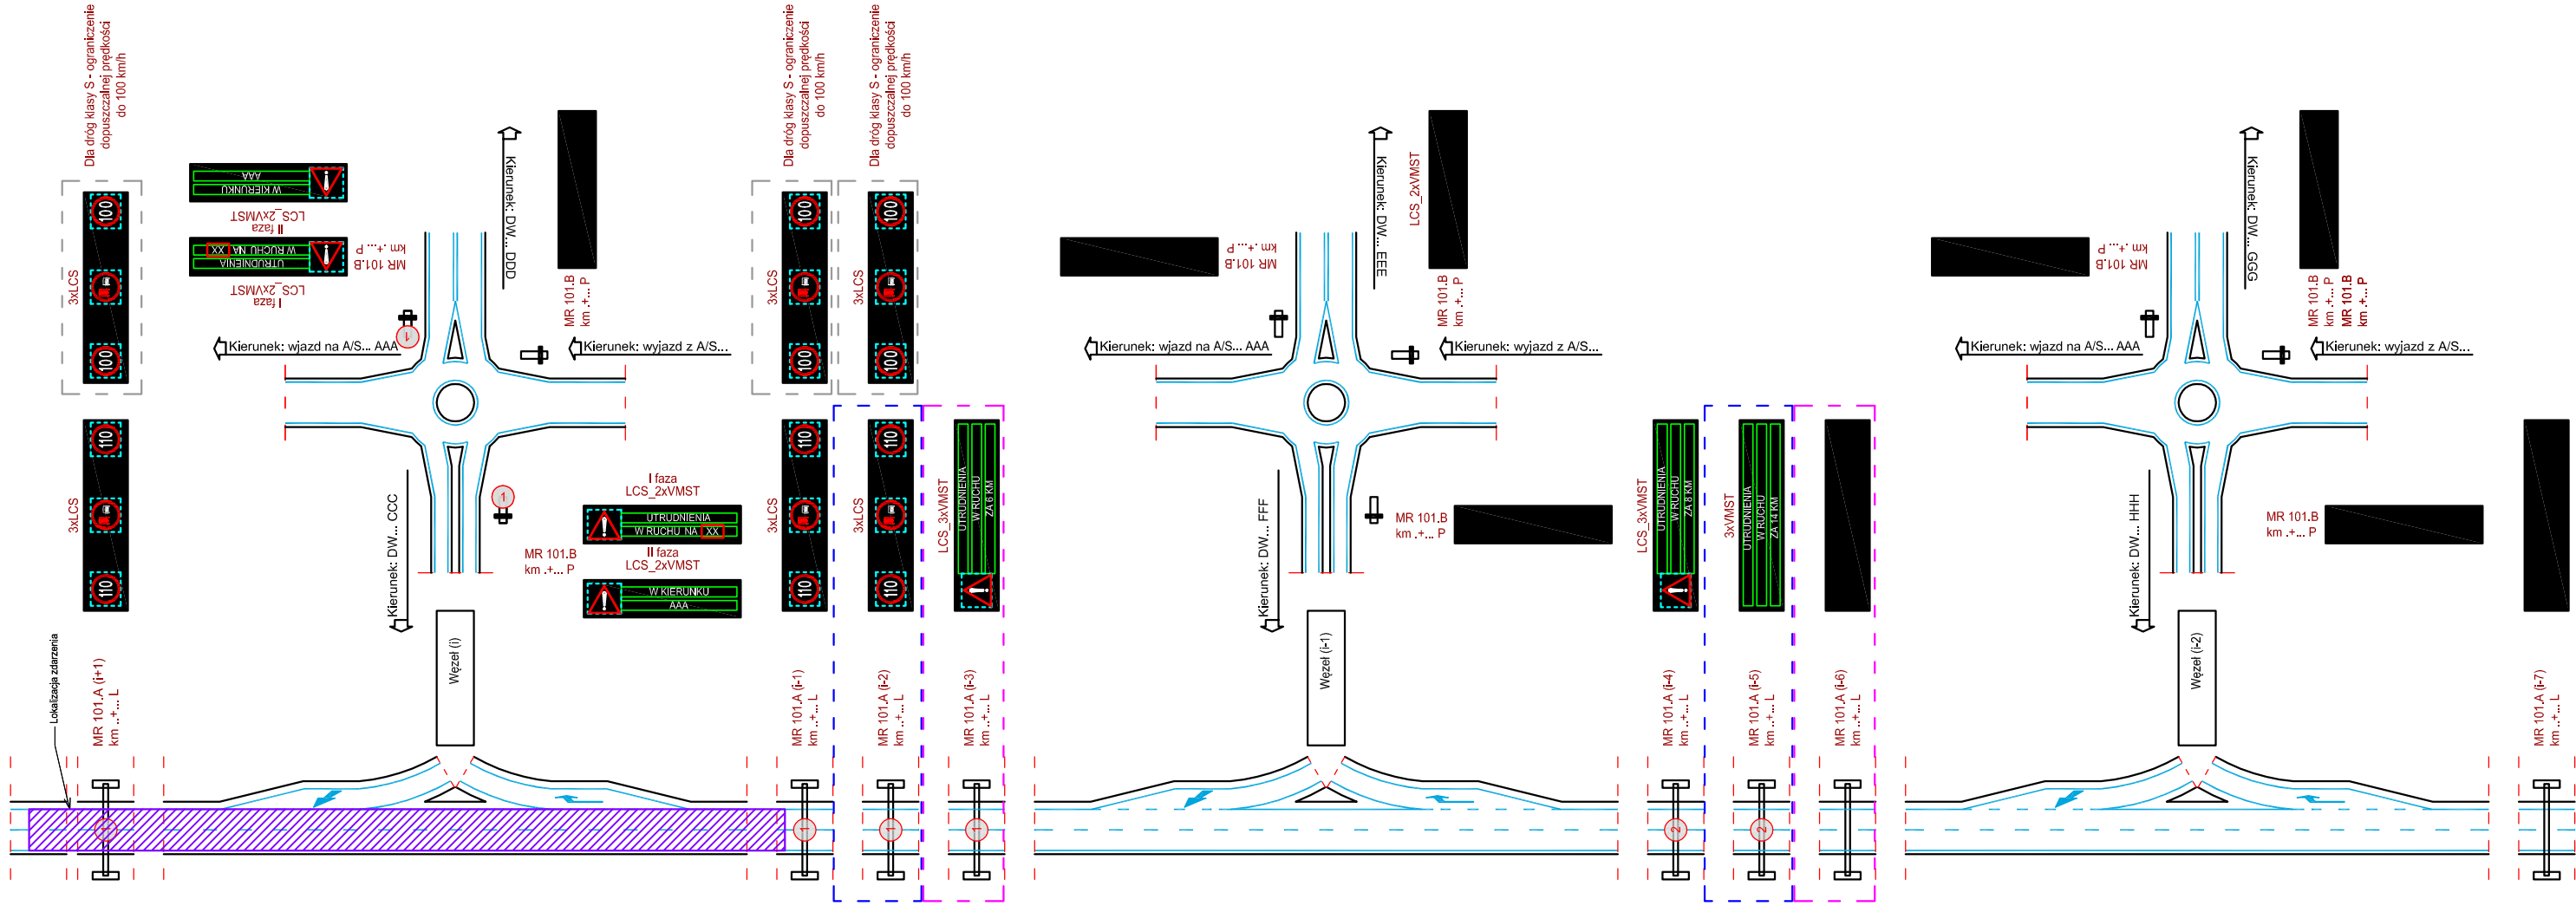 Dla dróg klasy S - ograniczenie
dopuszczalnej prędkości
do 100 km/h
3xLCS
100
100
3xLCS
110
110
Lokalizacja zdarzenia
MR 101.A (i+1)
km ..+... L
1
W KIERUNKU
AAA
II faza
LCS_2xVMST
UTRUDNIENIA
W RUCHU NA XX
I faza
LCS_2xVMST
MR 101.B
km .+... P
1
Kierunek: DW... DDD
MR 101.B
km .+... P
Kierunek: wjazd na A/S... AAA
Kierunek: wyjazd z A/S...
Kierunek: DW... CCC
1
I faza
LCS_2xVMST
UTRUDNIENIA
W RUCHU NA XX
MR 101.B
km .+... P
II faza
LCS_2xVMST
W KIERUNKU
AAA
Węzeł (i)
Dla dróg klasy S - ograniczenie
dopuszczalnej prędkości
do 100 km/h
3xLCS
100
100
3xLCS
110
110
MR 101.A (i-1)
km ..+... L
1
Dla dróg klasy S - ograniczenie
dopuszczalnej prędkości
do 100 km/h
3xLCS
100
100
3xLCS
110
110
MR 101.A (i-2)
km ..+... L
1
LCS_3xVMST
UTRUDNIENIA
W RUCHU
ZA 6 KM
MR 101.A (i-3)
km ..+... L
1
MR 101.B
km .+... P
Kierunek: DW... EEE
LCS_2xVMST
MR 101.B
km .+... P
Kierunek: wjazd na A/S... AAA
Kierunek: wyjazd z A/S...
Kierunek: DW... FFF
MR 101.B
km .+... P
Węzeł (i-1)
LCS_3xVMST
UTRUDNIENIA
W RUCHU
ZA 8 KM
MR 101.A (i-4)
km ..+... L
2
3xVMST
UTRUDNIENIA
W RUCHU
ZA 14 KM
MR 101.A (i-5)
km ..+... L
2
MR 101.A (i-6)
km ..+... L
MR 101.B
km .+... P
Kierunek: DW... GGG
MR 101.B
km .+... P
MR 101.B
km .+... P
Kierunek: wjazd na A/S... AAA
Kierunek: wyjazd z A/S...
Kierunek: DW... HHH
MR 101.B
km .+... P
Węzeł (i-2)
MR 101.A (i-7)
km ..+... L